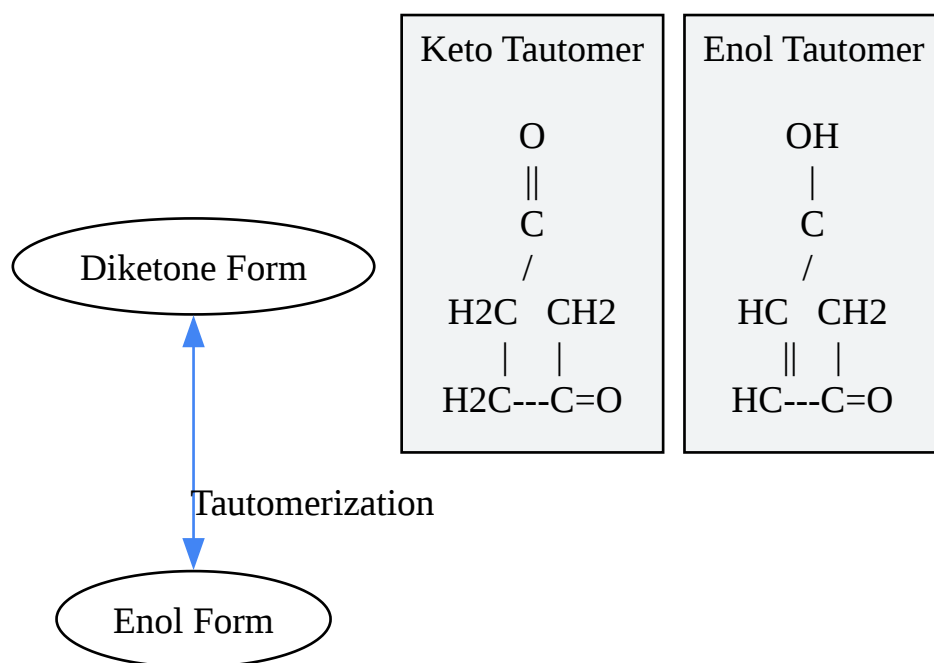 Keto Tautomer
O
||
C
/
H2C CH2
| |
H2C---C=O
Enol Tautomer
OH
|
C
/
HC CH2
|| |
HC---C=O
Diketone Form
Tautomerization
Enol Form